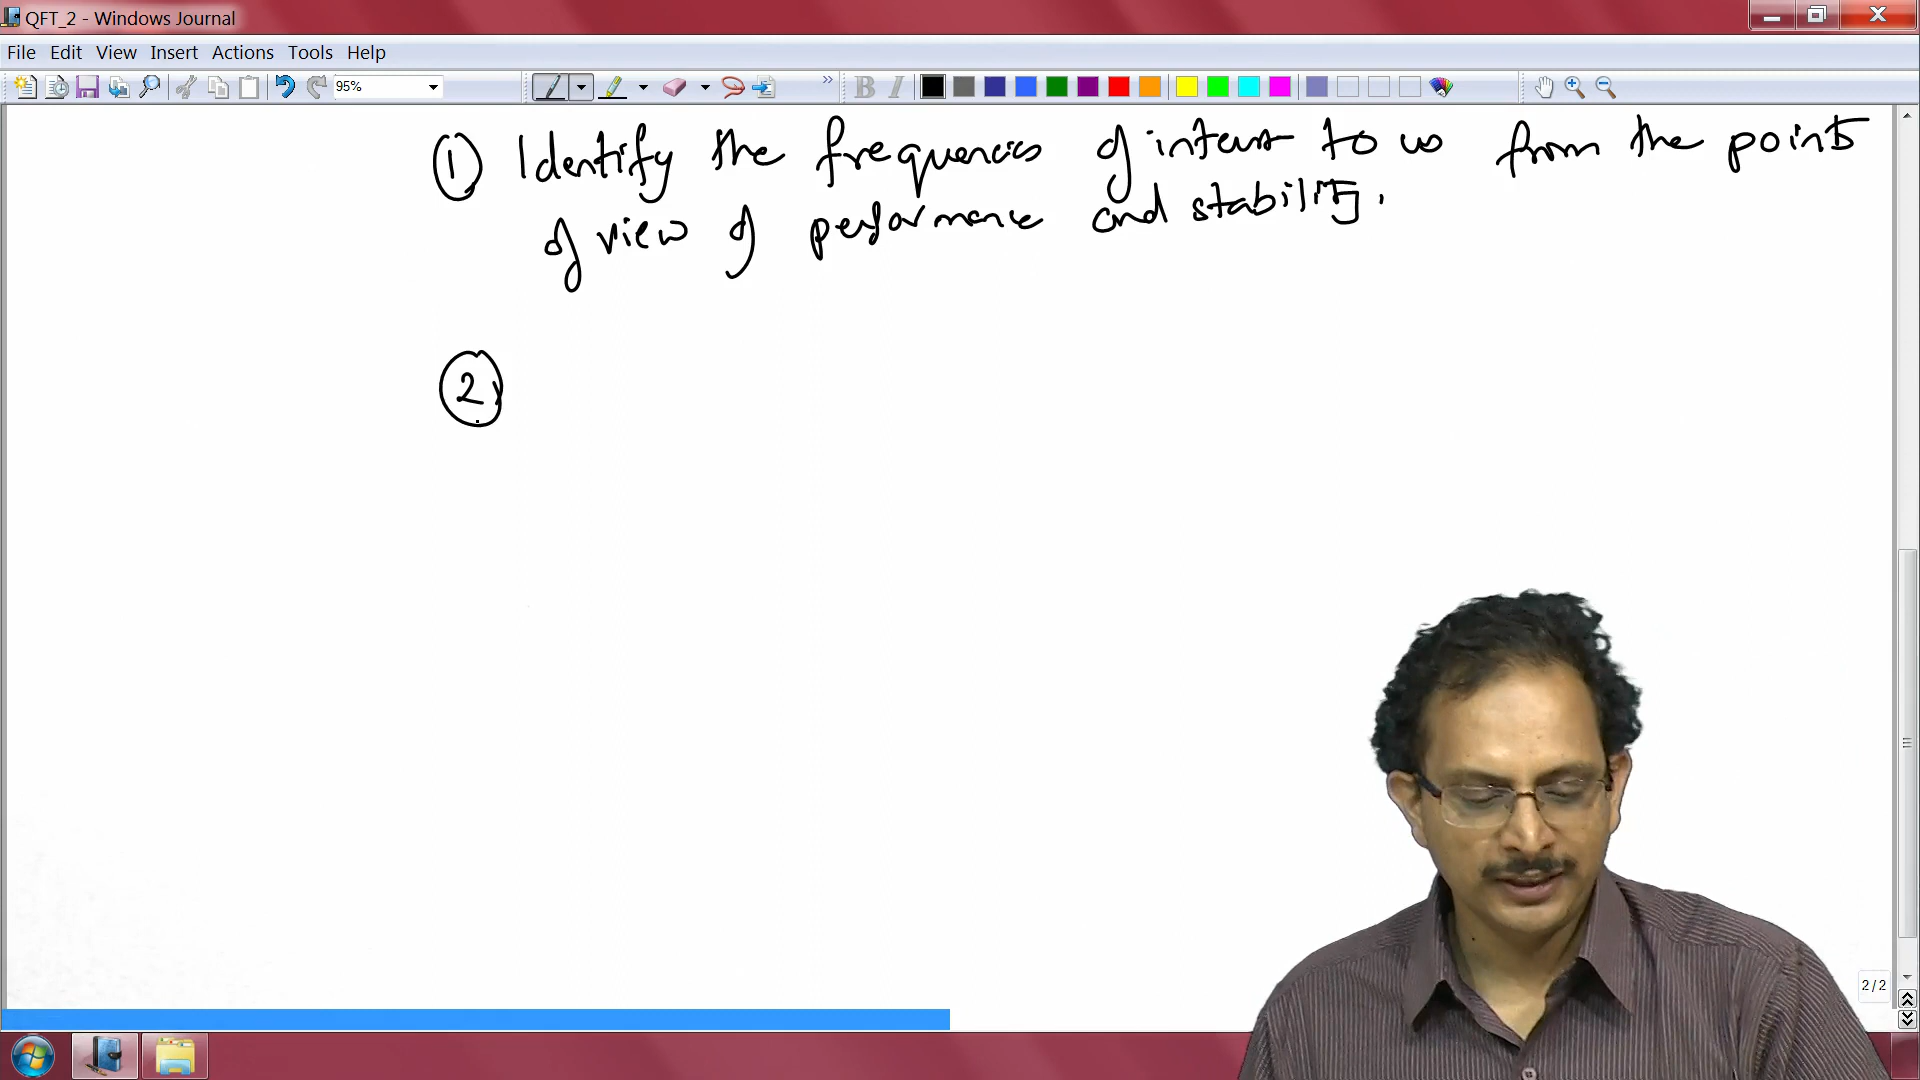 QFT_2 - Windows Journal
File Edit View Insert Actions Tools Help
95%
B I
① Identify the frequencies of interest to us from the points
of view of performance and stability.
②
2 / 2